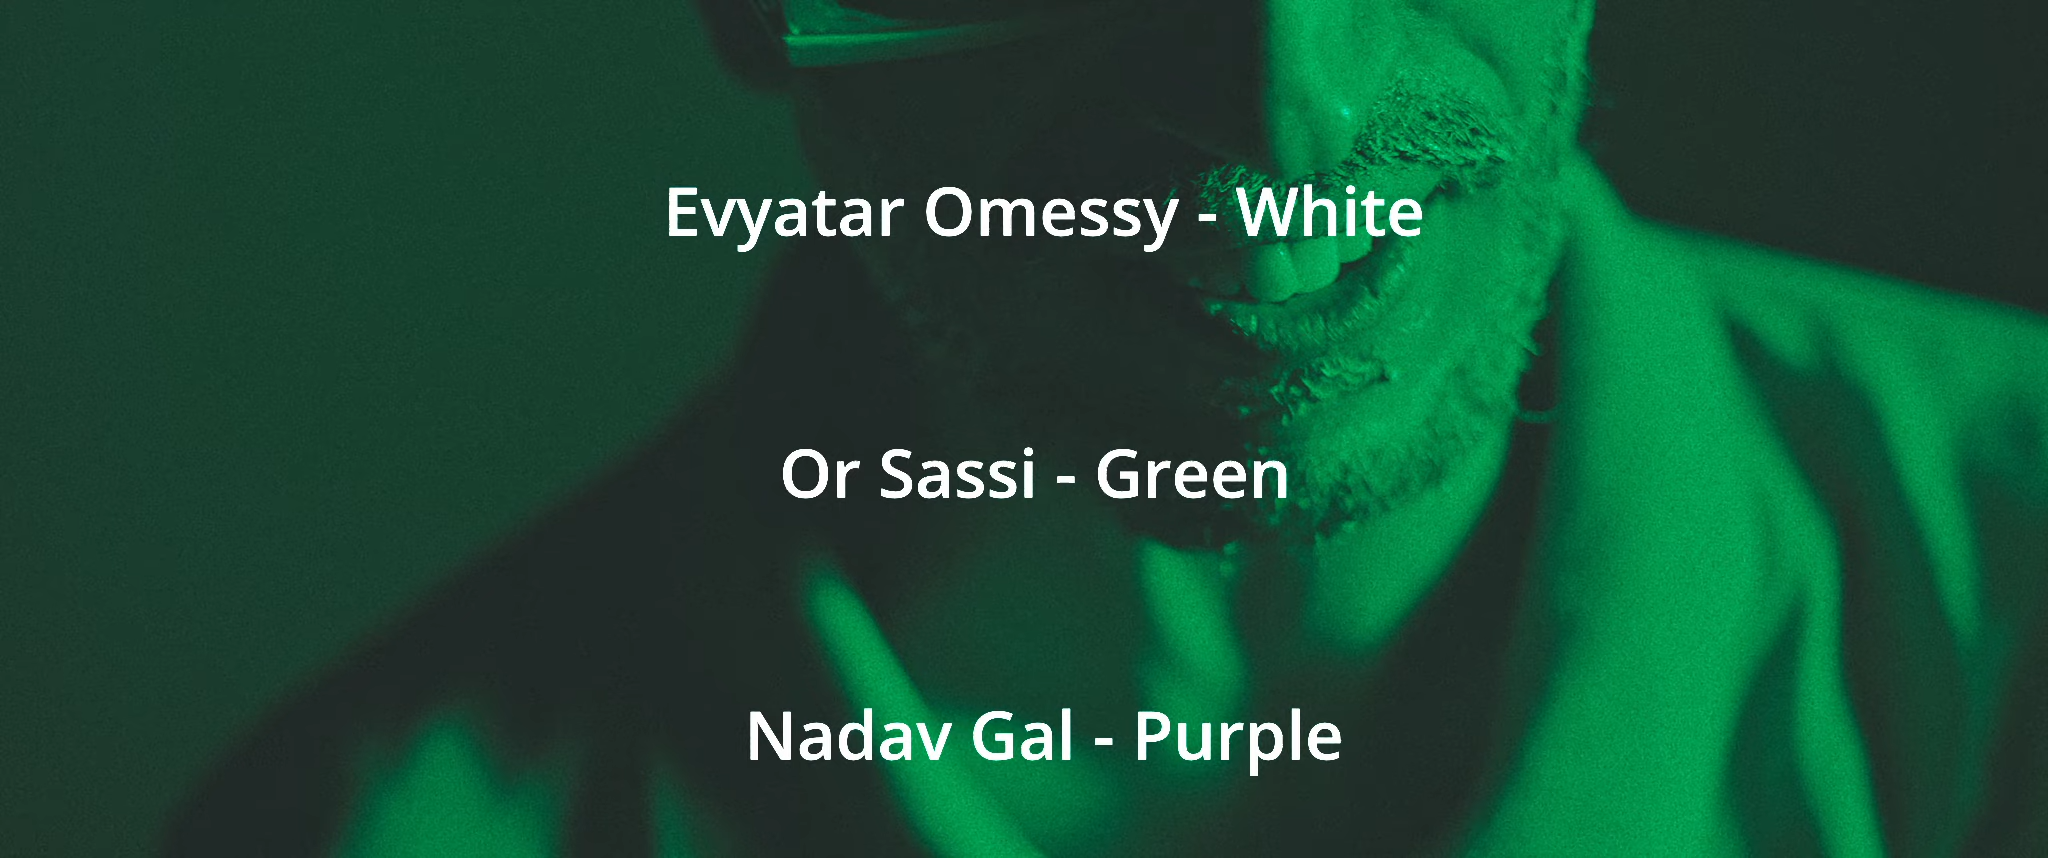 Evyatar Omessy - White
Or Sassi - Green
Nadav Gal - Purple